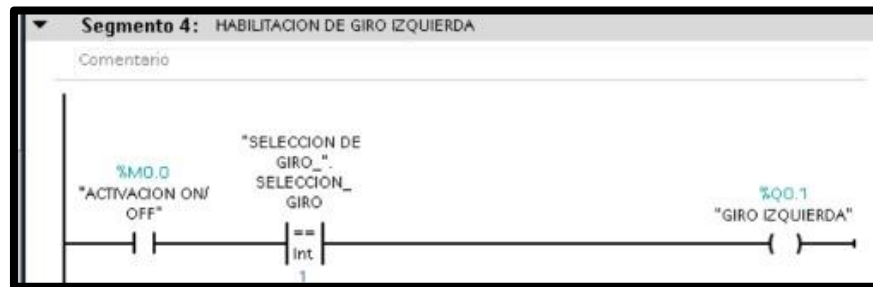 Segmento 4: HABILITACION DE GIRO IZQUIERDA
Comentario
"SELECCION DE
GIRO_".
SELECCION_
GIRO
%M0.0
"ACTIVACION ON/
OFF"
%Q0.1
"GIRO IZQUIERDA"
==
Int
1